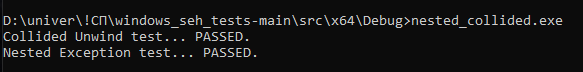 D:\univer\!СП\windows_seh_tests-main\src\x64\Debug>nested_collided.exe
Collided Unwind test... PASSED.
Nested Exception test... PASSED.